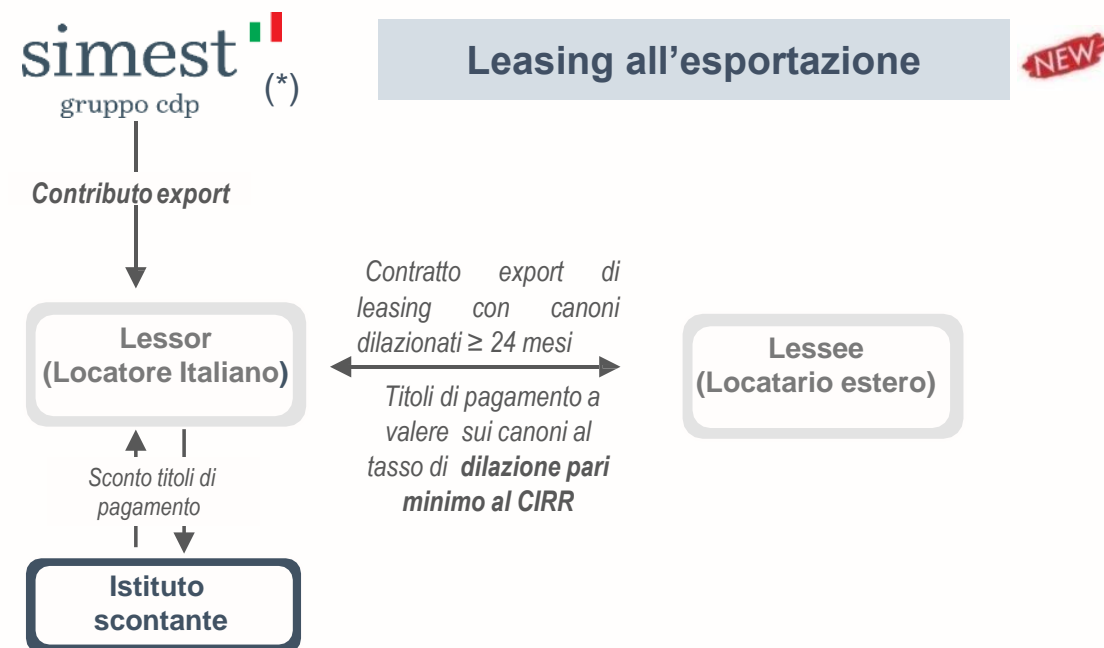 simest
(*)
gruppo cdp
Leasing all’esportazione
NEW
Contributo export
Contratto export di
leasing con canoni
dilazionati ≥ 24 mesi
Lessor
(Locatore Italiano)
Lessee
(Locatario estero)
Titoli di pagamento a
valere sui canoni al
tasso di dilazione pari
minimo al CIRR
Sconto titoli di
pagamento
Istituto
scontante